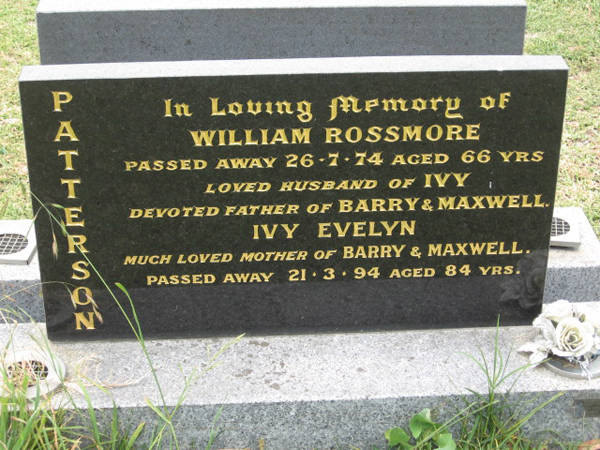 PATTERSON
In Loving Memory of
WILLIAM ROSSMORE
PASSED AWAY 26·7·74 AGED 66 YRS
LOVED HUSBAND OF IVY
DEVOTED FATHER OF BARRY & MAXWELL.
IVY EVELYN
MUCH LOVED MOTHER OF BARRY & MAXWELL.
PASSED AWAY 21·3·94 AGED 84 YRS.